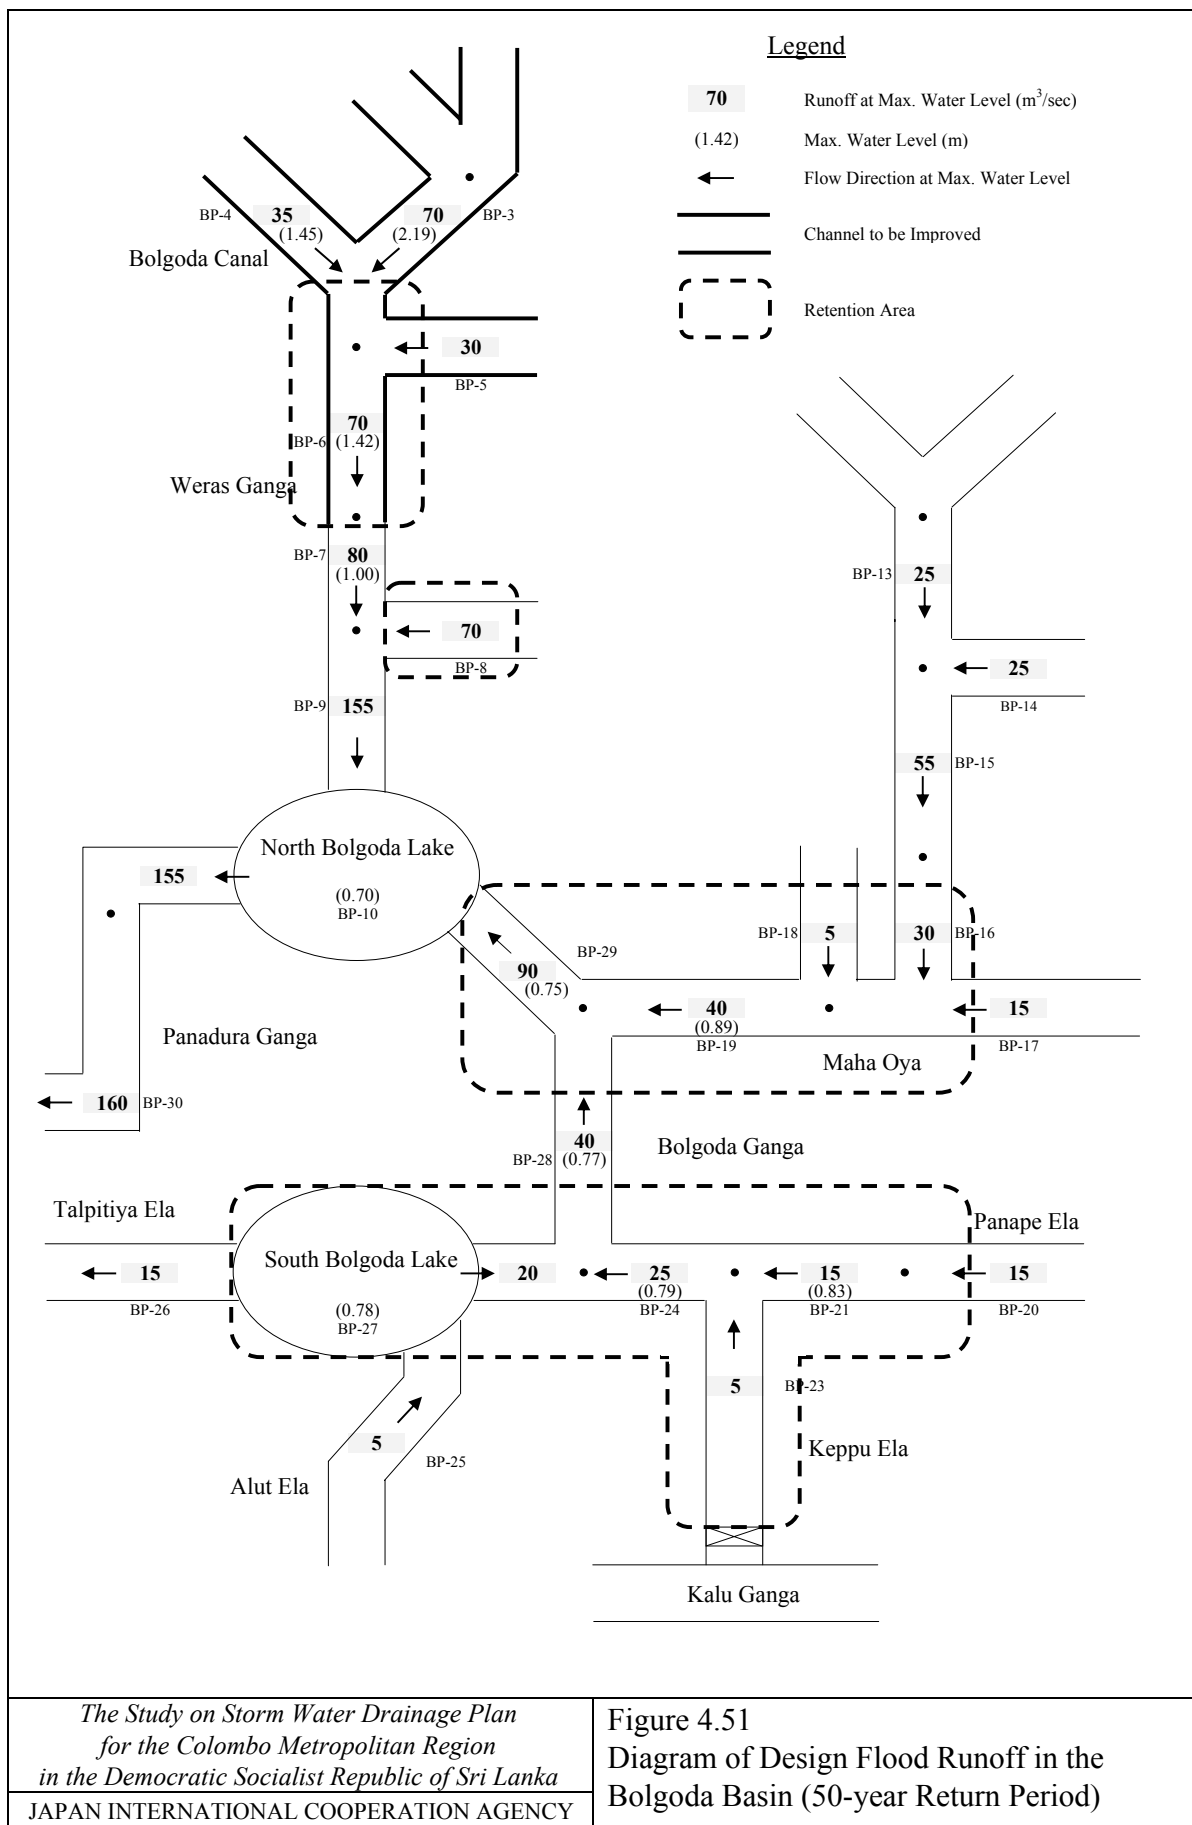 Legend
70 Runoff at Max. Water Level (m³/sec)
(1.42) Max. Water Level (m)
Flow Direction at Max. Water Level
Channel to be Improved
Retention Area
BP-4
35
(1.45)
70
(2.19)
BP-3
Bolgoda Canal
30
BP-5
BP-6
70
(1.42)
Weras Ganga
BP-7
80
(1.00)
70
BP-8
BP-9
155
BP-13
25
25
BP-14
55
BP-15
North Bolgoda Lake
(0.70)
BP-10
155
BP-18
5
30
BP-16
BP-29
90
(0.75)
40
(0.89)
BP-19
15
BP-17
Maha Oya
Panadura Ganga
160
BP-30
40
(0.77)
BP-28
Bolgoda Ganga
Talpitiya Ela
Panape Ela
15
BP-26
South Bolgoda Lake
(0.78)
BP-27
20
25
(0.79)
BP-24
15
(0.83)
BP-21
15
BP-20
5
BP-23
Keppu Ela
5
BP-25
Alut Ela
Kalu Ganga
The Study on Storm Water Drainage Plan
for the Colombo Metropolitan Region
in the Democratic Socialist Republic of Sri Lanka
JAPAN INTERNATIONAL COOPERATION AGENCY
Figure 4.51
Diagram of Design Flood Runoff in the
Bolgoda Basin (50-year Return Period)